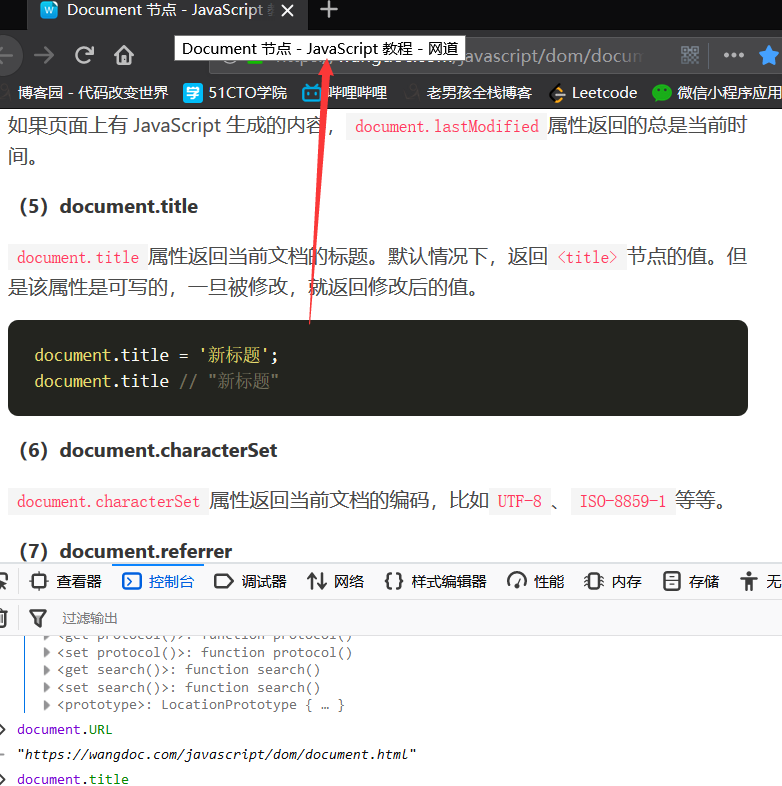 Document 节点 - JavaScript
Document 节点 - JavaScript 教程 - 网道
博客园 - 代码改变世界 51CTO学院 哔哩哔哩 老男孩全栈博客 Leetcode 微信小程序应用
如果页面上有 JavaScript 生成的内容， document.lastModified 属性返回的总是当前时
间。
（5）document.title
document.title 属性返回当前文档的标题。默认情况下，返回 <title> 节点的值。但
是该属性是可写的，一旦被修改，就返回修改后的值。
document.title = '新标题';
document.title // "新标题"
（6）document.characterSet
document.characterSet 属性返回当前文档的编码，比如 UTF-8 、 ISO-8859-1 等等。
（7）document.referrer
查看器 控制台 调试器 网络 样式编辑器 性能 内存 存储 无
过滤输出
<get protocol()>: function protocol()
<set protocol()>: function protocol()
<get search()>: function search()
<set search()>: function search()
<prototype>: LocationPrototype { … }
document.URL
"https://wangdoc.com/javascript/dom/document.html"
document.title